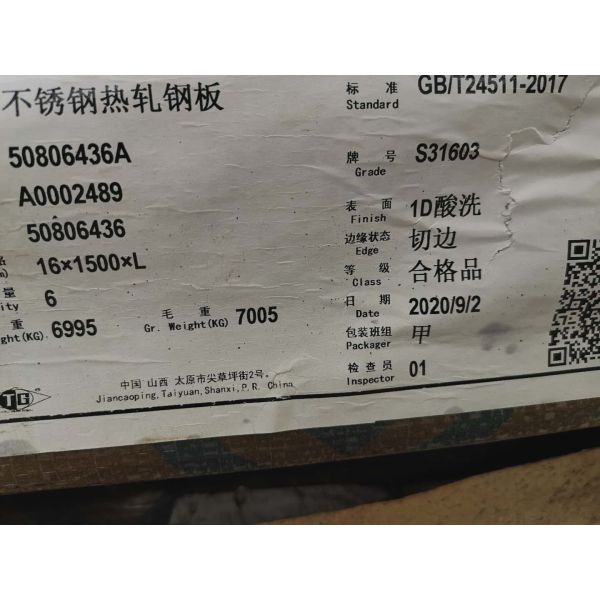 不锈钢热轧钢板
标 准 GB/T24511-2017
Standard
50806436A
牌 号 S31603
Grade
A0002489
表 面 1D酸洗
Finish
50806436
边缘状态 切边
Edge
16×1500×L
等 级 合格品
Class
量 6
ity
日 期 2020/9/2
Date
重 6995
ght(KG)
毛 重 7005
Gr. Weight(KG)
包装班组 甲
Packager
检 查 员 01
Inspector
中国 山西 太原市尖草坪街2号。
Jiancaoping,Taiyuan,Shanxi,P.R. China